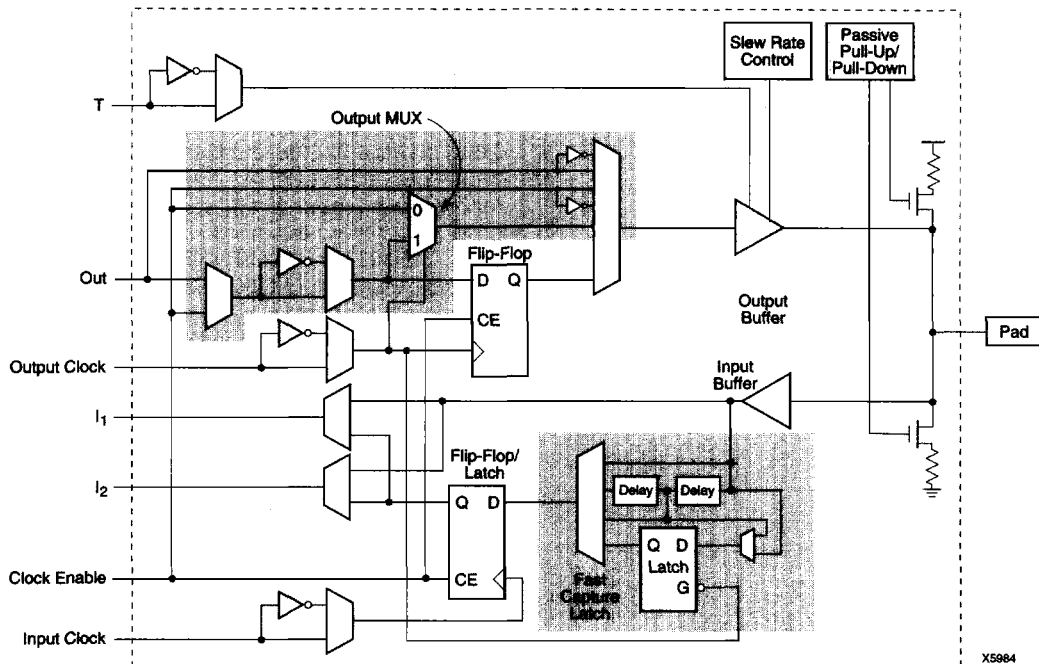 Slew Rate
Control
Passive
Pull-Up/
Pull-Down
T
Output MUX
0
1
Flip-Flop
D Q
CE
Out
Output
Buffer
Pad
Output Clock
Input
Buffer
I1
Flip-Flop/
Latch
I2
Q D
Delay
Delay
Q D
Latch
G
Fast
Capture
Latch
Clock Enable
CE
Input Clock
X5984